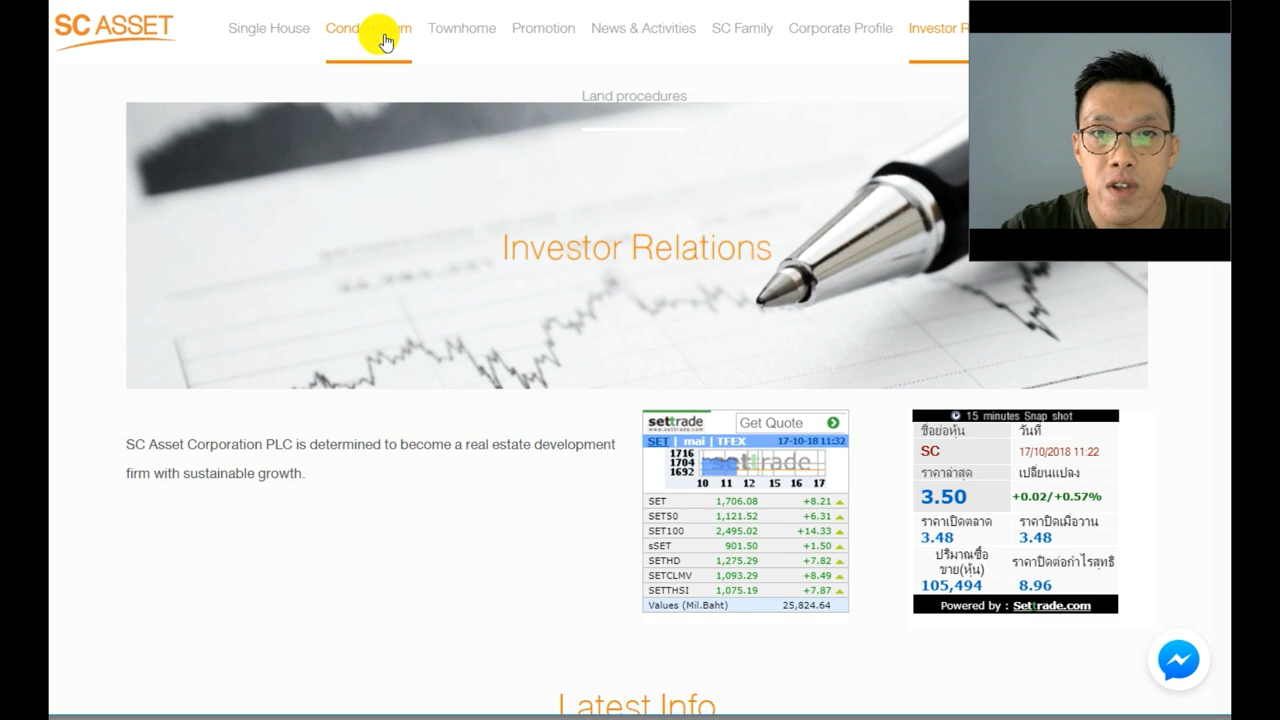 SC ASSET
Single House
Condominium
Townhome
Promotion
News & Activities
SC Family
Corporate Profile
Investor R
Land procedures
Investor Relations
SC Asset Corporation PLC is determined to become a real estate development
firm with sustainable growth.
settrade
www.settrade.com
Get Quote
SET | mai | TFEX 17-10-18 11:32
1716
1704
1692
settrade
10 11 12 15 16 17
SET 1,706.08 +8.21
SET50 1,121.52 +6.31
SET100 2,495.02 +14.33
sSET 901.50 +1.50
SETHD 1,275.29 +7.82
SETCLMV 1,093.29 +8.49
SETTHSI 1,075.19 +7.87
Values (Mil.Baht) 25,824.64
15 minutes Snap shot
ชื่อย่อหุ้น วันที่
SC 17/10/2018 11:22
ราคาล่าสุด เปลี่ยนแปลง
3.50 +0.02/+0.57%
ราคาเปิดตลาด ราคาปิดเมื่อวาน
3.48 3.48
ปริมาณซื้อ
ขาย(หุ้น) ราคาปิดต่อกำไรสุทธิ
105,494 8.96
Powered by : Settrade.com
Latest Info